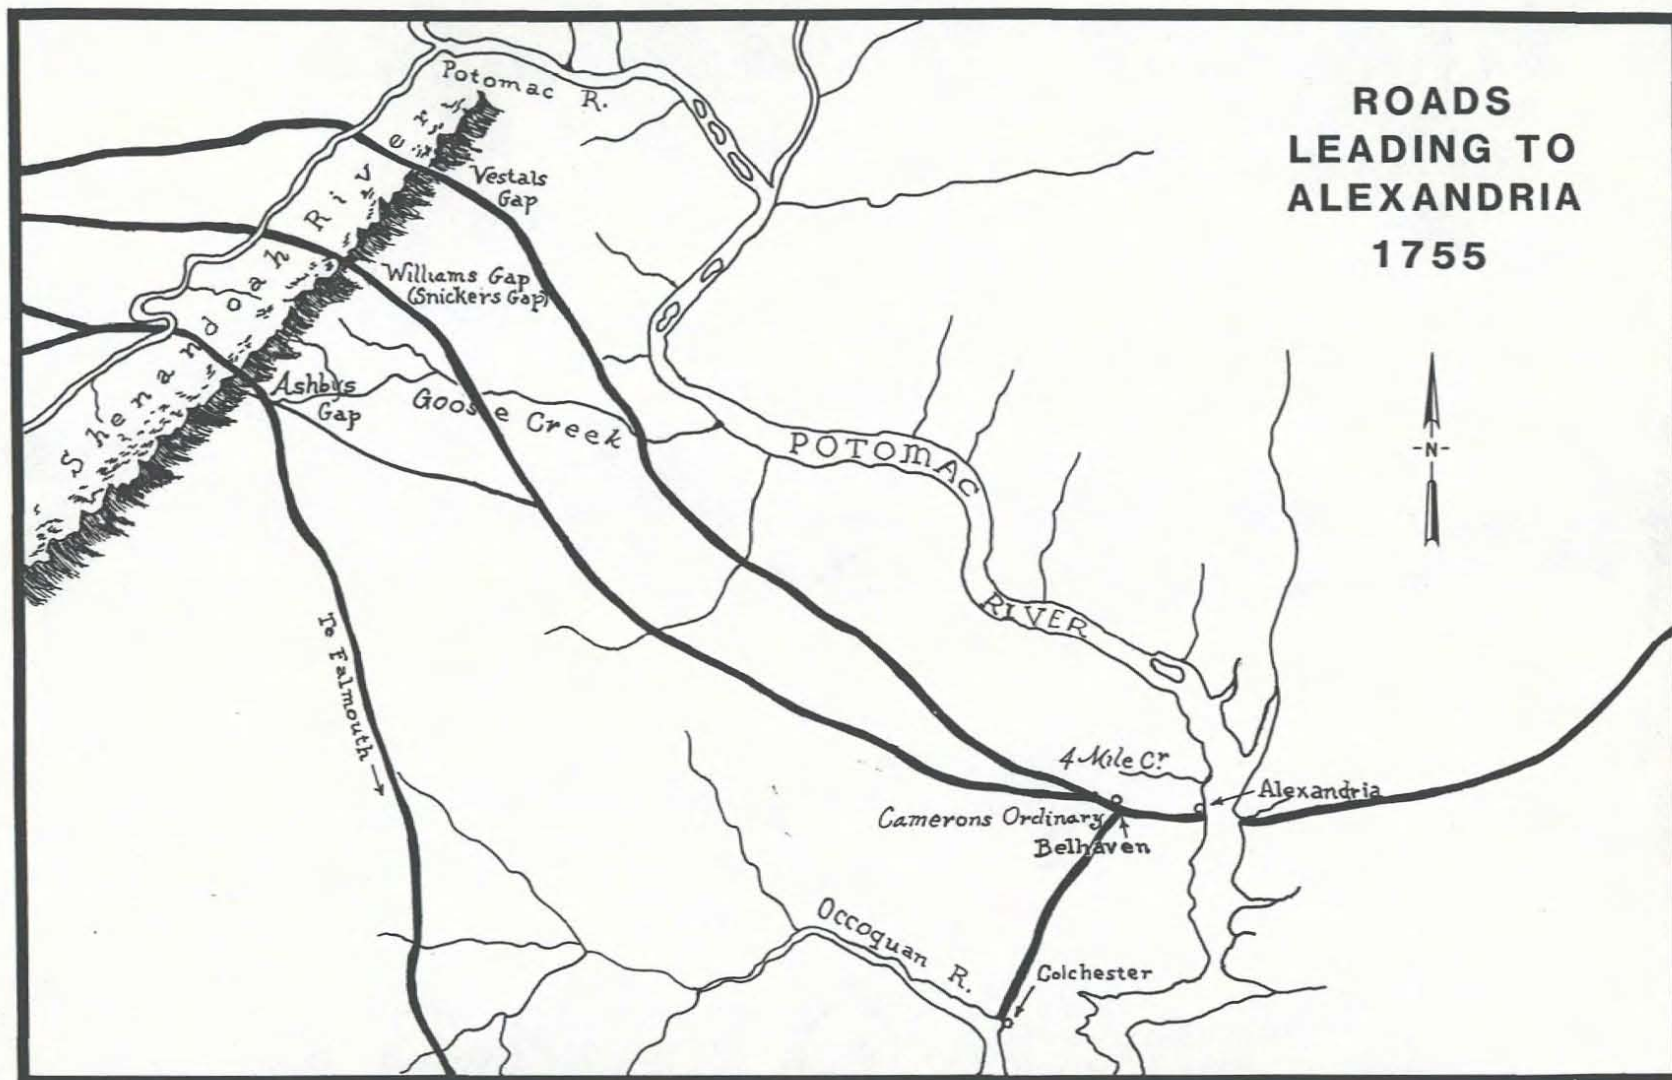 ROADS
LEADING TO
ALEXANDRIA
1755
Potomac R.
Shenandoah River
Vestals
Gap
Williams Gap
(Snickers Gap)
Ashbys
Gap
Goose Creek
POTOMAC
RIVER
-N-
To Falmouth
4 Mile Cr.
Alexandria
Camerons Ordinary
Belhaven
Occoquan R.
Colchester